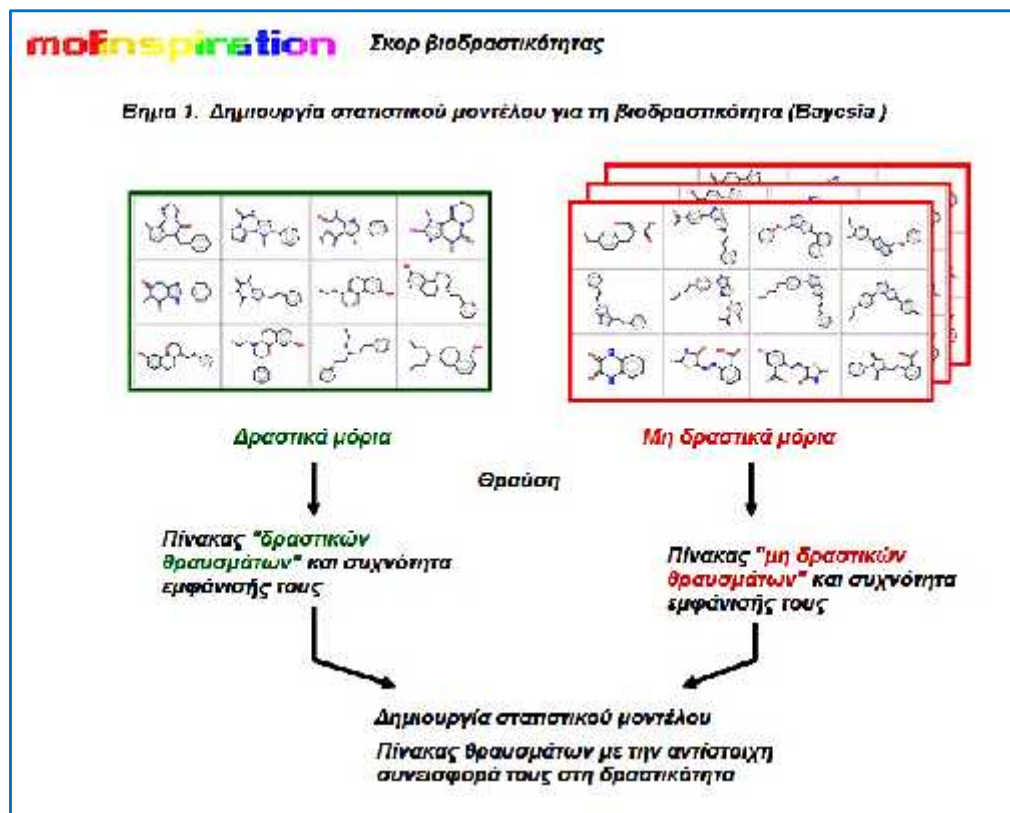 molinspiration Σκορ βιοδραστικότητας
Βήμα 1. Δημιουργία στατιστικού μοντέλου για τη βιοδραστικότητα (Bayesia )
Δραστικά μόρια
Μη δραστικά μόρια
Θραύση
Πίνακας "δραστικών
θραυσμάτων" και συχνότητα
εμφάνισής τους
Πίνακας "μη δραστικών
θραυσμάτων" και συχνότητα
εμφάνισής τους
Δημιουργία στατιστικού μοντέλου
Πίνακας θραυσμάτων με την αντίστοιχη
συνεισφορά τους στη δραστικότητα